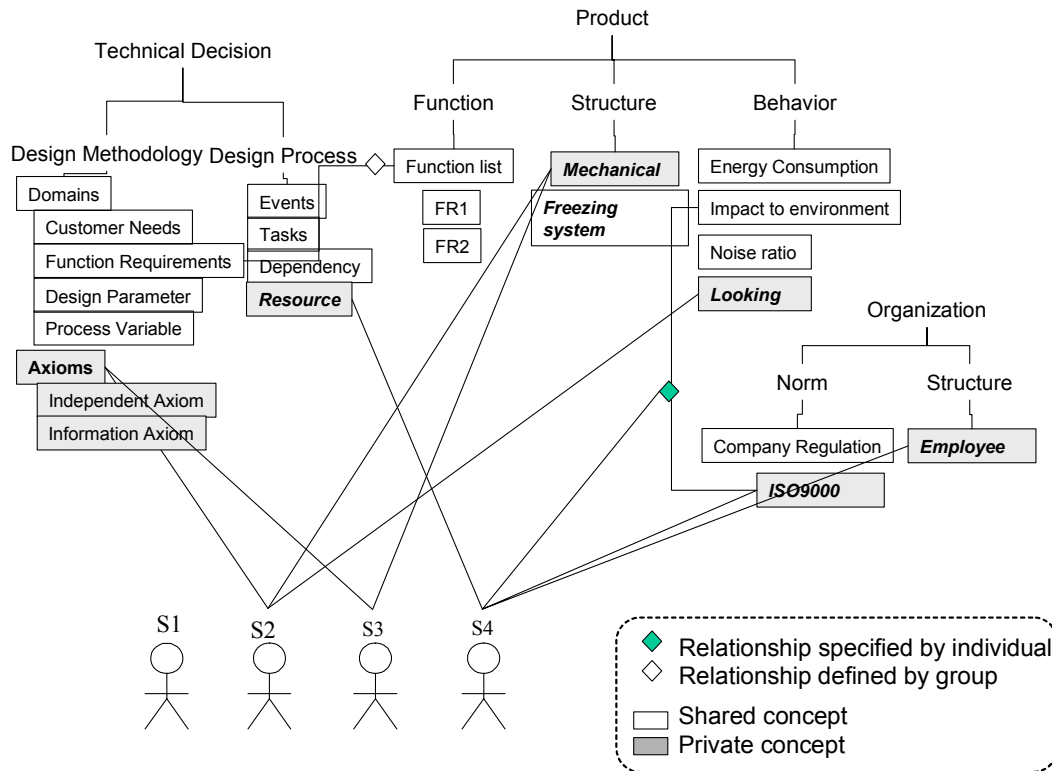 Product
Technical Decision
Function
Structure
Behavior
Design Methodology
Design Process
Function list
Mechanical
Energy Consumption
Domains
Events
FR1
Freezing
system
Impact to environment
Customer Needs
Tasks
FR2
Function Requirements
Dependency
Noise ratio
Design Parameter
Resource
Looking
Process Variable
Organization
Axioms
Norm
Structure
Independent Axiom
Information Axiom
Company Regulation
Employee
ISO9000
S1
S2
S3
S4
Relationship specified by individual
Relationship defined by group
Shared concept
Private concept